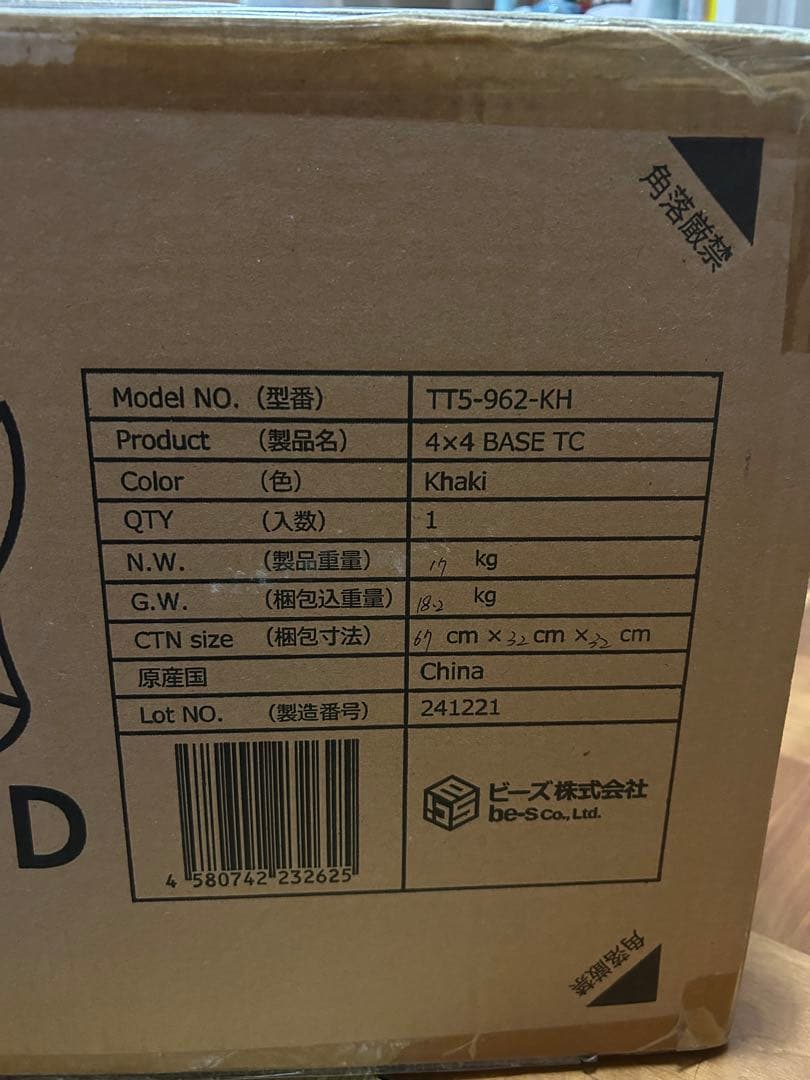 角落厳禁
Model NO. (型番) TT5-962-KH
Product (製品名) 4×4 BASE TC
Color (色) Khaki
QTY (入数) 1
N.W. (製品重量) 17 kg
G.W. (梱包込重量) 18.2 kg
CTN size (梱包寸法) 67 cm ×32 cm ×32 cm
原産国 China
Lot NO. (製造番号) 241221
D
ビーズ株式会社
be-s Co., Ltd.
4 580742 232625
角落厳禁